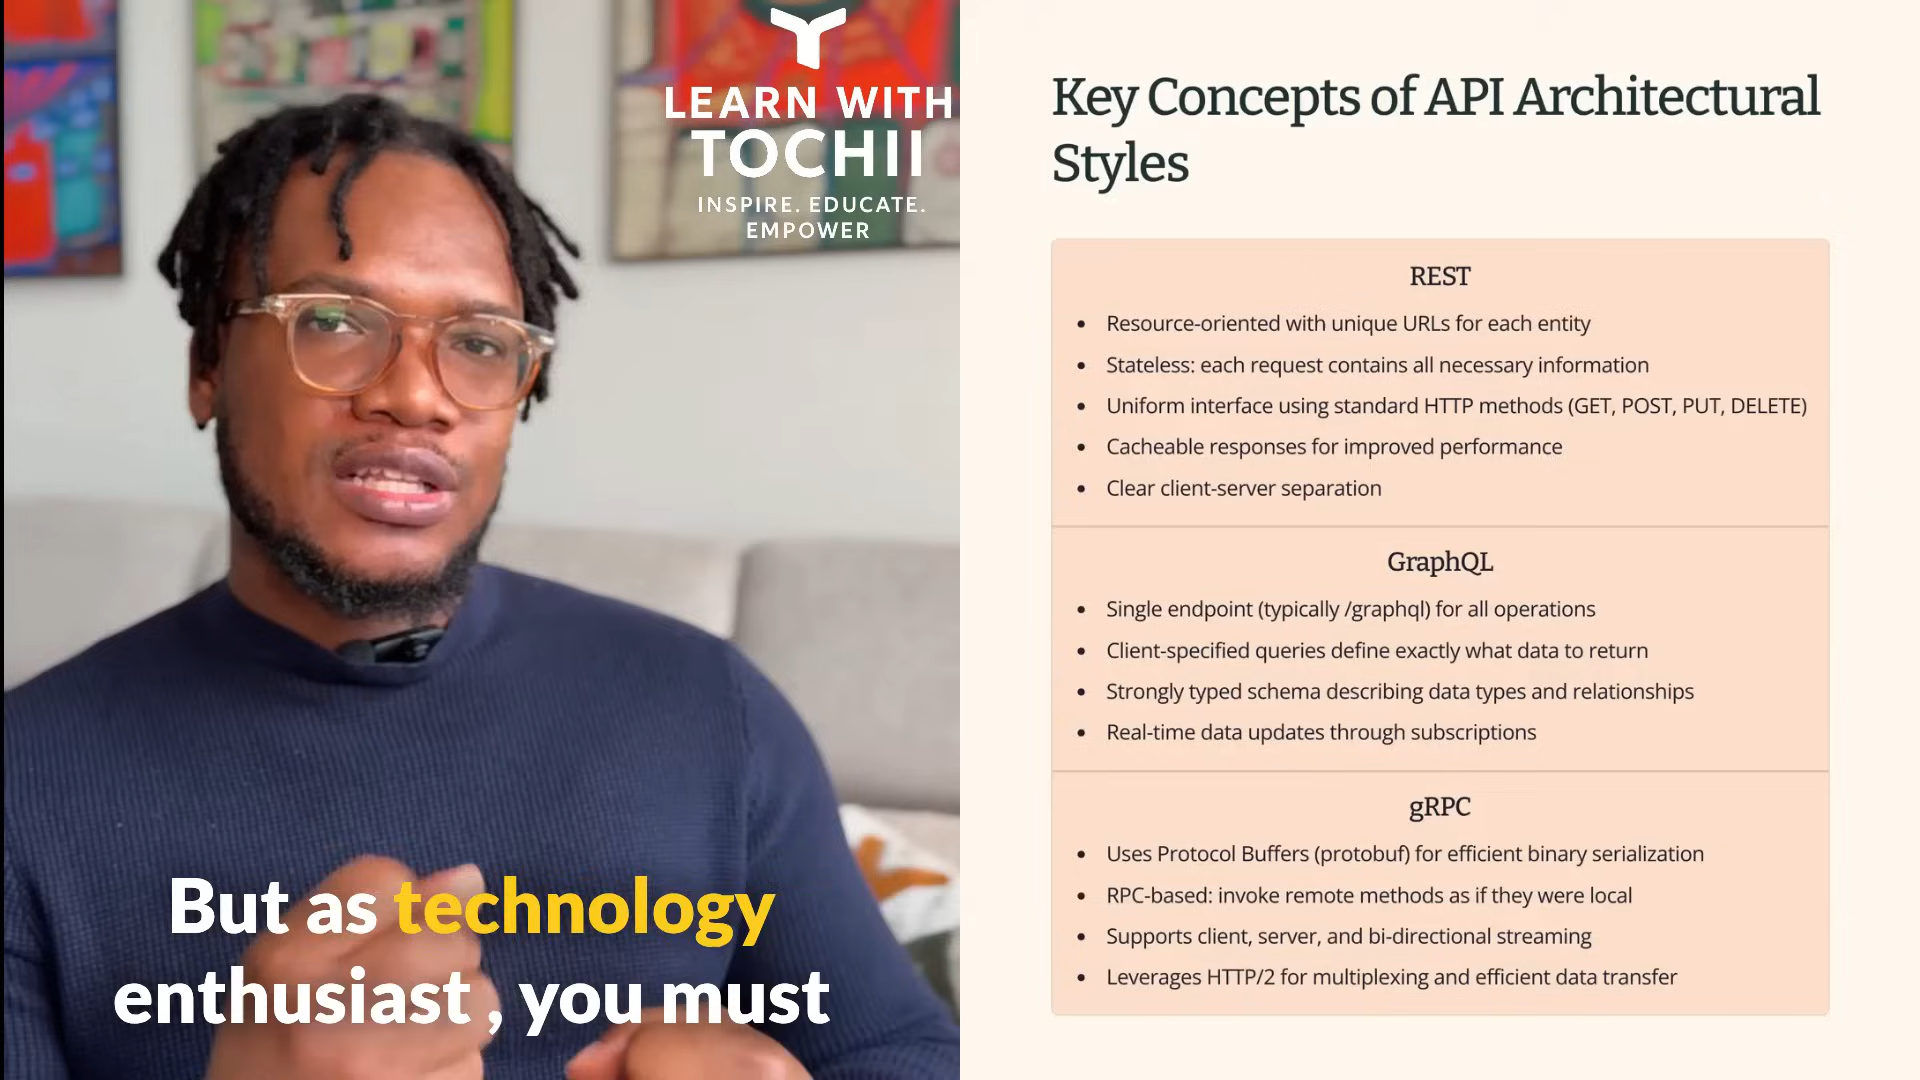 LEARN WITH
TOCHII
INSPIRE. EDUCATE.
EMPOWER
But as technology
enthusiast , you must
Key Concepts of API Architectural
Styles
REST
• Resource-oriented with unique URLs for each entity
• Stateless: each request contains all necessary information
• Uniform interface using standard HTTP methods (GET, POST, PUT, DELETE)
• Cacheable responses for improved performance
• Clear client-server separation
GraphQL
• Single endpoint (typically /graphql) for all operations
• Client-specified queries define exactly what data to return
• Strongly typed schema describing data types and relationships
• Real-time data updates through subscriptions
gRPC
• Uses Protocol Buffers (protobuf) for efficient binary serialization
• RPC-based: invoke remote methods as if they were local
• Supports client, server, and bi-directional streaming
• Leverages HTTP/2 for multiplexing and efficient data transfer